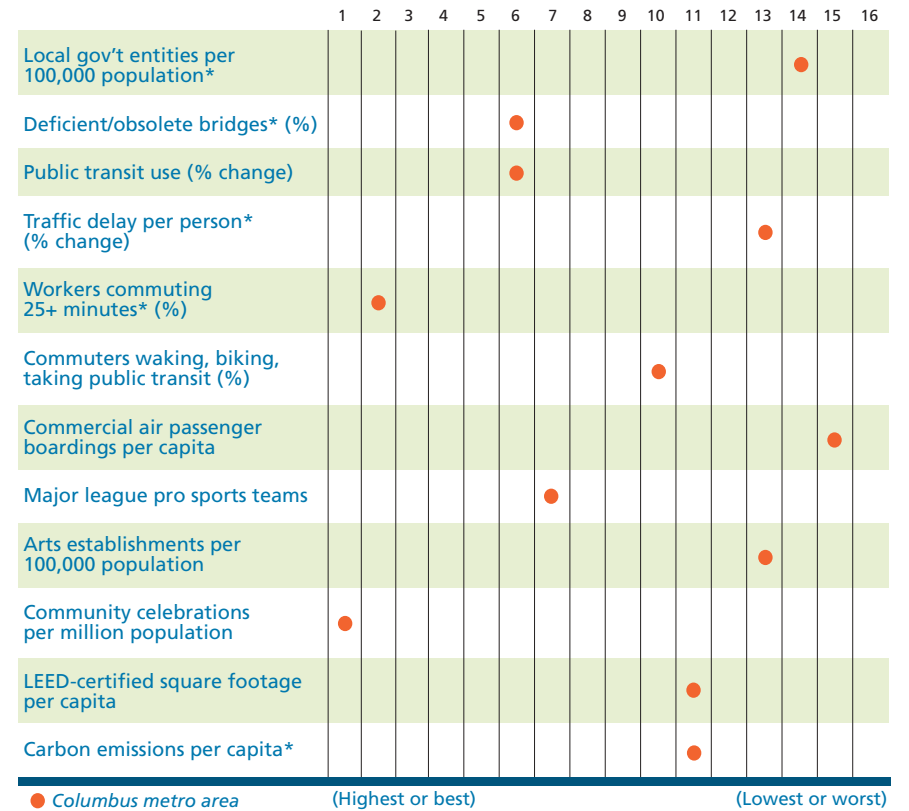 1 2 3 4 5 6 7 8 9 10 11 12 13 14 15 16
Local gov't entities per
100,000 population*
Deficient/obsolete bridges* (%)
Public transit use (% change)
Traffic delay per person*
(% change)
Workers commuting
25+ minutes* (%)
Commuters waking, biking,
taking public transit (%)
Commercial air passenger
boardings per capita
Major league pro sports teams
Arts establishments per
100,000 population
Community celebrations
per million population
LEED-certified square footage
per capita
Carbon emissions per capita*
Columbus metro area (Highest or best) (Lowest or worst)